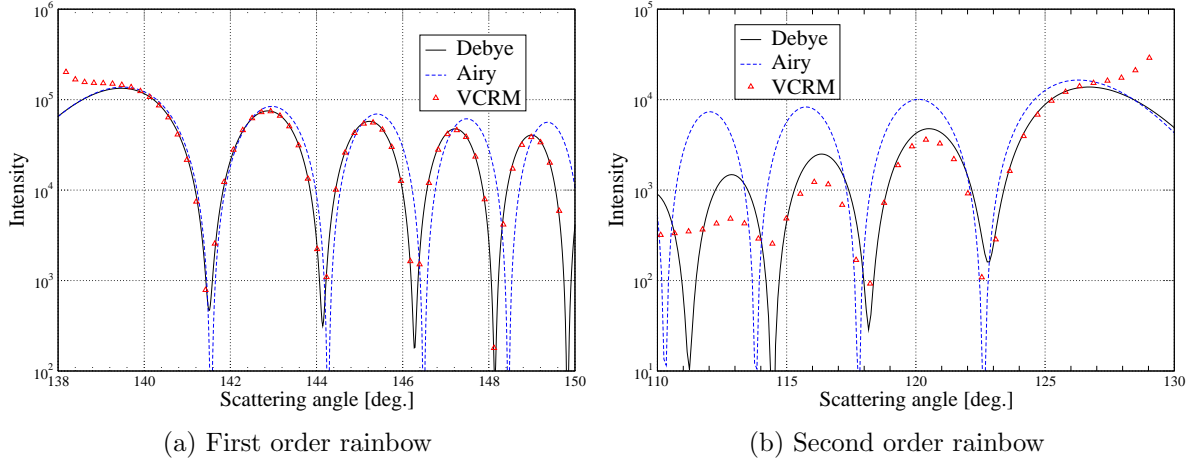 10^6
10^5
10^4
10^3
10^2
Intensity
138
140
142
144
146
148
150
Scattering angle [deg.]
Debye
Airy
VCRM
(a) First order rainbow
10^5
10^4
10^3
10^2
10^1
Intensity
110
115
120
125
130
Scattering angle [deg.]
Debye
Airy
VCRM
(b) Second order rainbow